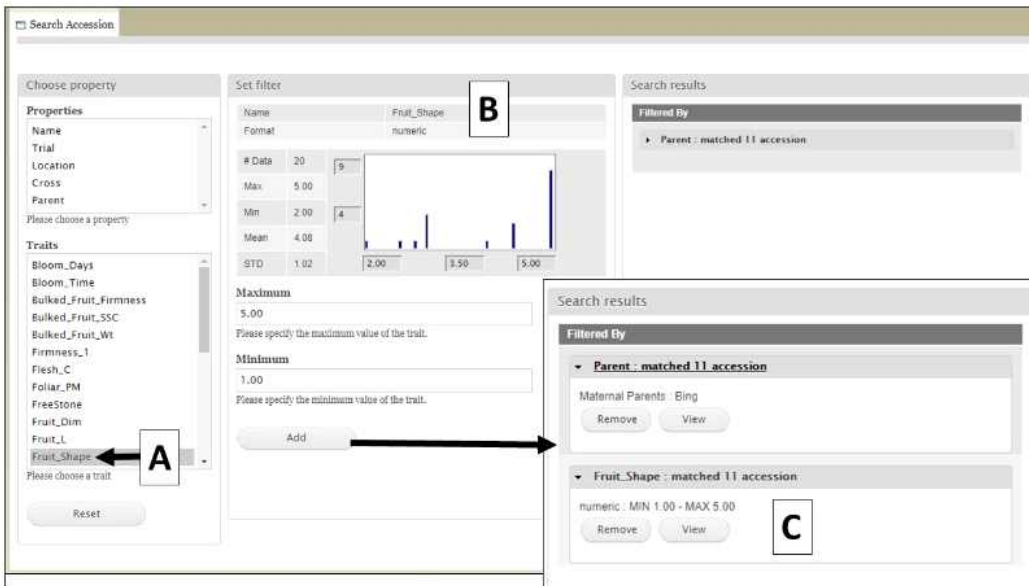 Search Accession
Choose property
Properties
Name
Trial
Location
Cross
Parent
Please choose a property
Traits
Bloom_Days
Bloom_Time
Bulked_Fruit_Firmness
Bulked_Fruit_SSC
Bulked_Fruit_Wt
Firmness_1
Flesh_C
Foliar_PM
FreeStone
Fruit_Dim
Fruit_L
Fruit_Shape
A
Please choose a trait
Reset
Set filter
B
Name Fruit_Shape
Format numeric
# Data 20
Max 5.00
Min 2.00
Mean 4.08
STD 1.02
9
4
2.00 3.50 5.00
Maximum
5.00
Please specify the maximum value of the trait.
Minimum
1.00
Please specify the minimum value of the trait.
Add
Search results
Filtered By
Parent : matched 11 accession
Search results
Filtered By
Parent : matched 11 accession
Maternal Parents : Bing
Remove View
Fruit_Shape : matched 11 accession
numeric : MIN 1.00 - MAX 5.00
Remove View
C